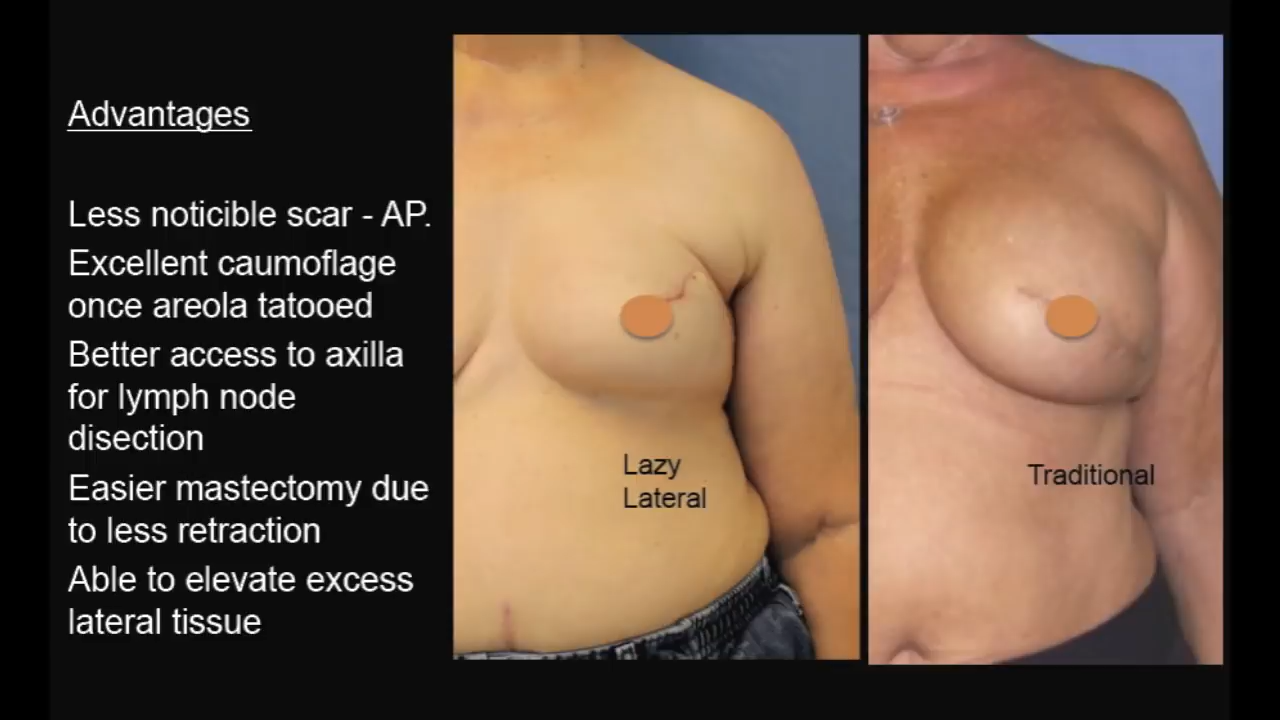 Advantages
Less noticible scar - AP.
Excellent caumoflage
once areola tatooed
Better access to axilla
for lymph node
disection
Easier mastectomy due
to less retraction
Able to elevate excess
lateral tissue
Lazy
Lateral
Traditional